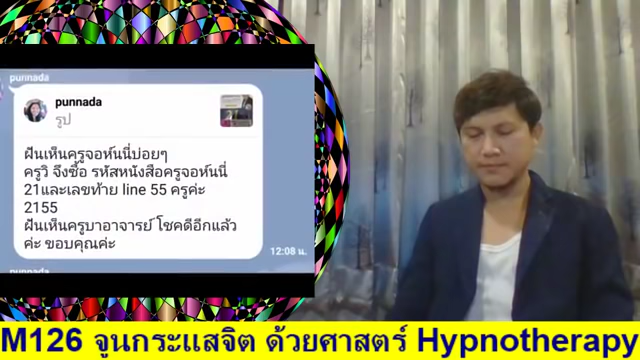 punnada
punnada
รูป
ฝันเห็นครูจอห์นนี่บ่อยๆ
ครูวิ จึงซื้อ รหัสหนังสือครูจอห์นนี่
21และเลขท้าย line 55 ครูค่ะ
2155
ฝันเห็นครูบาอาจารย์ โชคดีอีกแล้ว
ค่ะ ขอบคุณค่ะ
12:08 น.
punnada
M126 จูนกระแสจิต ด้วยศาสตร์ Hypnotherapy